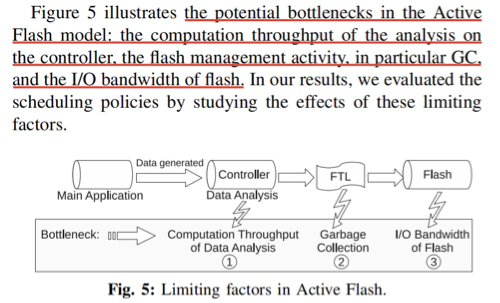 Figure 5 illustrates the potential bottlenecks in the Active
Flash model: the computation throughput of the analysis on
the controller, the flash management activity, in particular GC,
and the I/O bandwidth of flash. In our results, we evaluated the
scheduling policies by studying the effects of these limiting
factors.
Main Application
Data generated
Controller
Data Analysis
FTL
Flash
Bottleneck:
Computation Throughput
of Data Analysis
①
Garbage
Collection
②
I/O Bandwidth
of Flash
③
Fig. 5: Limiting factors in Active Flash.